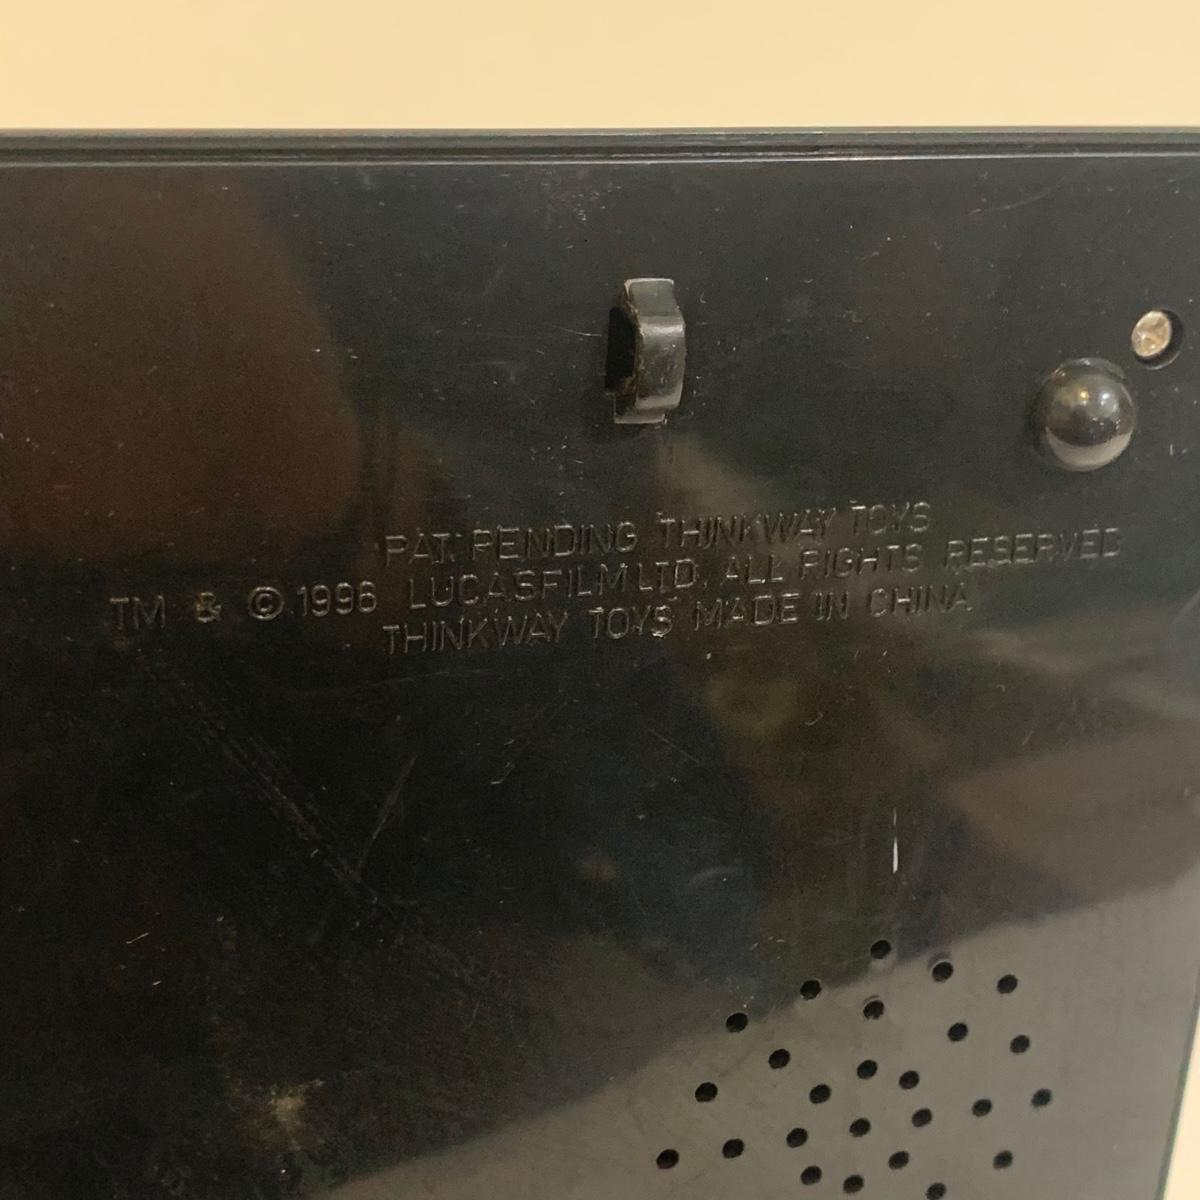 PAT. PENDING THINKWAY TOYS
TM & © 1996 LUCASFILM LTD. ALL RIGHTS RESERVED
THINKWAY TOYS MADE IN CHINA